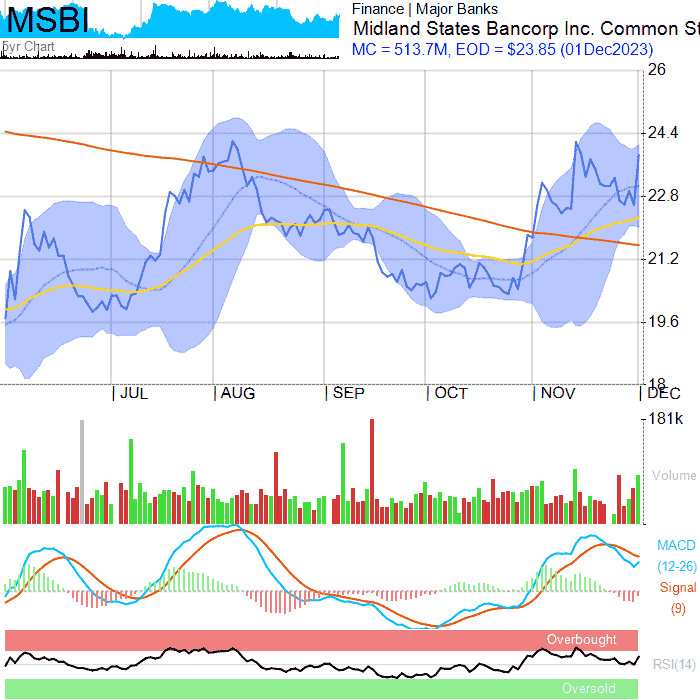 MSBI
5yr Chart
Finance | Major Banks
Midland States Bancorp Inc. Common St
MC = 513.7M, EOD = $23.85 (01Dec2023)
26
24.4
22.8
21.2
19.6
18
JUL
AUG
SEP
OCT
NOV
DEC
181k
Volume
MACD
(12-26)
Signal
(9)
Overbought
RSI(14)
Oversold